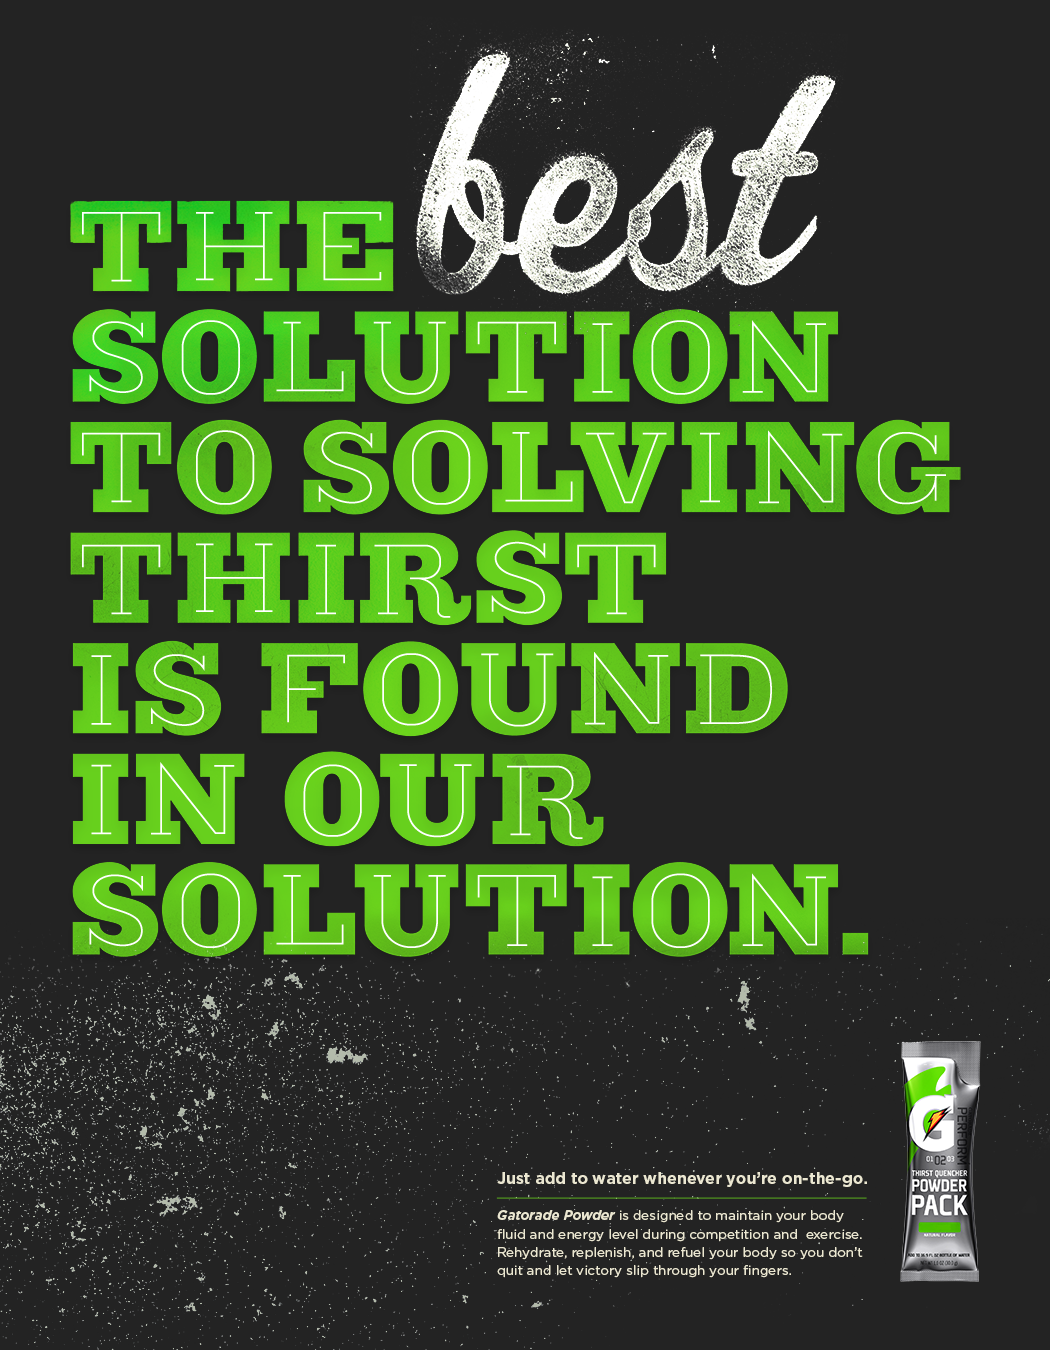 THE best
SOLUTION
TO SOLVING
THIRST
IS FOUND
IN OUR
SOLUTION.
Just add to water whenever you're on-the-go.
Gatorade Powder is designed to maintain your body
fluid and energy level during competition and exercise.
Rehydrate, replenish, and refuel your body so you don't
quit and let victory slip through your fingers.
G
PERFORM
01 02 03
THIRST QUENCHER
POWDER
PACK
NATURAL FLAVOR